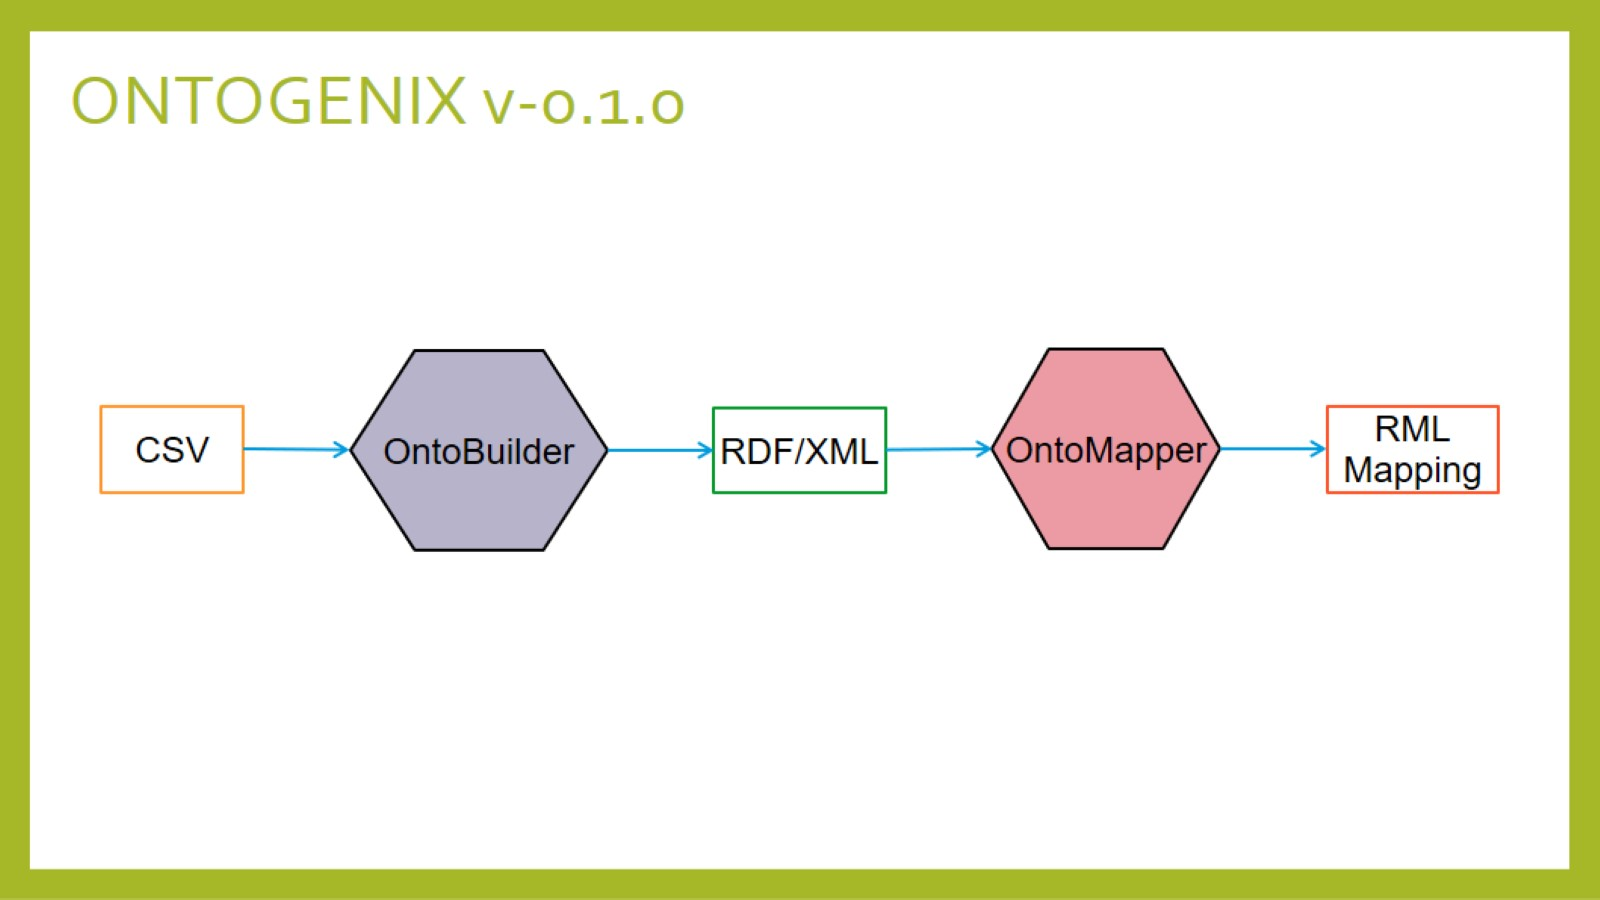 ONTOGENIX v-0.1.0
CSV
OntoBuilder
RDF/XML
OntoMapper
RML
Mapping